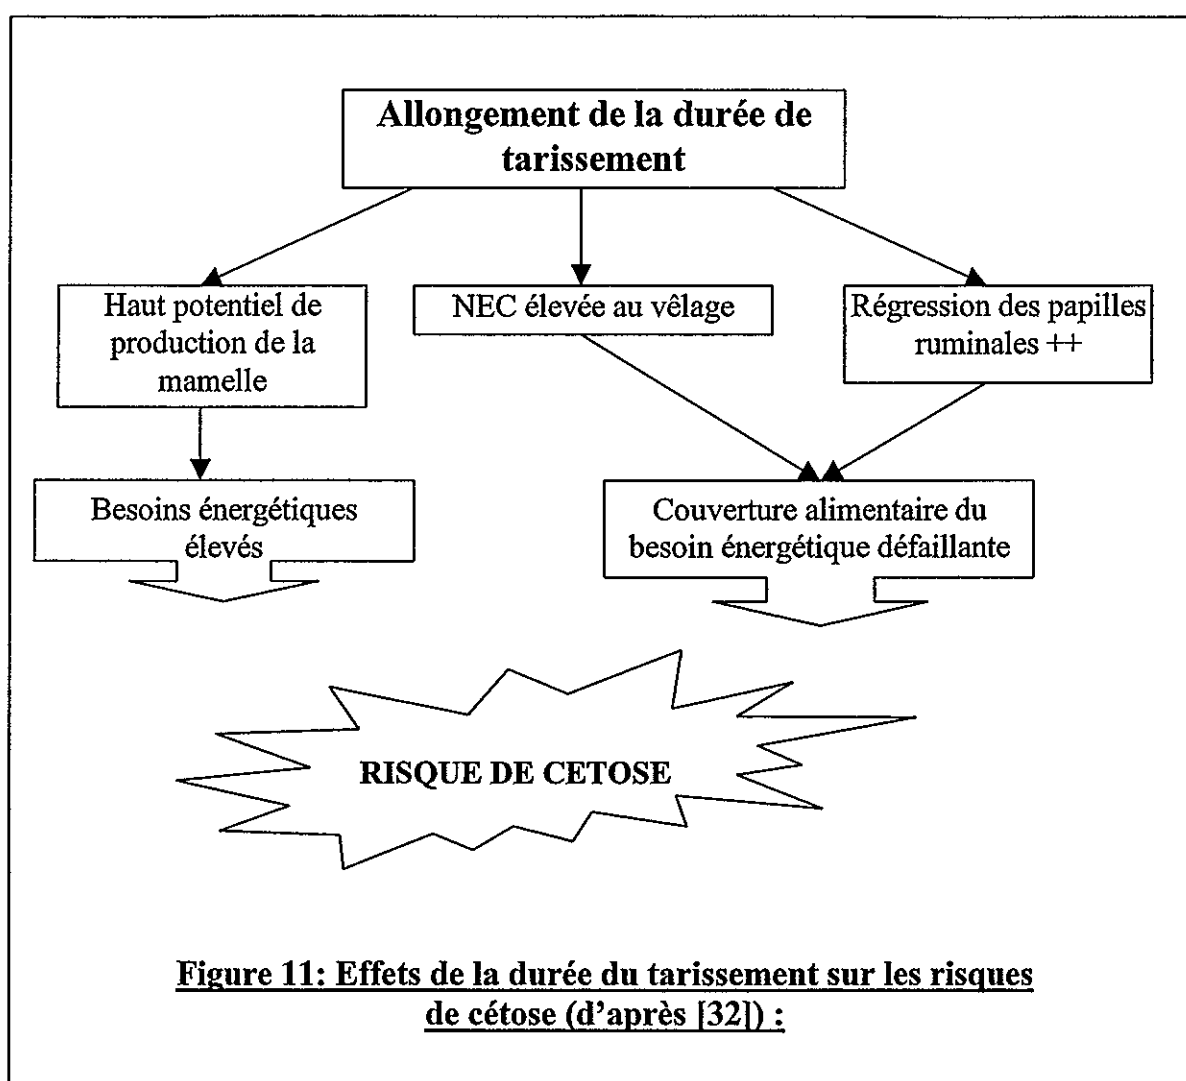 Allongement de la durée de
tarissement
Haut potentiel de
production de la
mamelle
NEC élevée au vêlage
Régression des papilles
ruminales ++
Besoins énergétiques
élevés
Couverture alimentaire du
besoin énergétique défaillante
RISQUE DE CETOSE
Figure 11: Effets de la durée du tarissement sur les risques
de cétose (d'après [32]) :